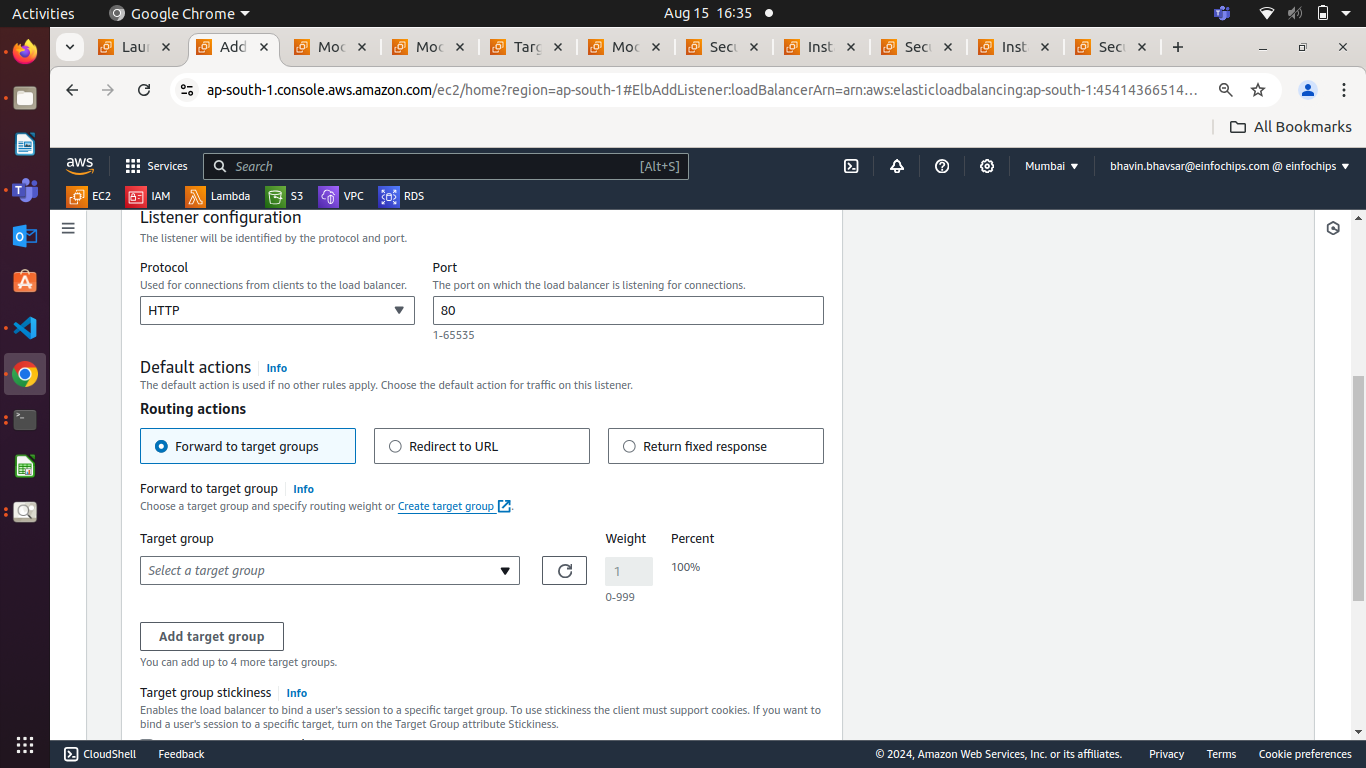 Activities Google Chrome Aug 15 16:35
Lau Add Moc Moc Targ Moc Secu Inst Secu Inst Secu
ap-south-1.console.aws.amazon.com/ec2/home?region=ap-south-1#ElbAddListener:loadBalancerArn=arn:aws:elasticloadbalancing:ap-south-1:45414366514...
All Bookmarks
aws Services Search [Alt+S] Mumbai bhavin.bhavsar@einfochips.com @ einfochips
EC2 IAM Lambda S3 VPC RDS
Listener configuration
The listener will be identified by the protocol and port.
Protocol Port
Used for connections from clients to the load balancer. The port on which the load balancer is listening for connections.
HTTP 80
1-65535
Default actions Info
The default action is used if no other rules apply. Choose the default action for traffic on this listener.
Routing actions
Forward to target groups Redirect to URL Return fixed response
Forward to target group Info
Choose a target group and specify routing weight or Create target group.
Target group Weight Percent
Select a target group 1 100%
0-999
Add target group
You can add up to 4 more target groups.
Target group stickiness Info
Enables the load balancer to bind a user's session to a specific target group. To use stickiness the client must support cookies. If you want to
bind a user's session to a specific target, turn on the Target Group attribute Stickiness.
CloudShell Feedback © 2024, Amazon Web Services, Inc. or its affiliates. Privacy Terms Cookie preferences